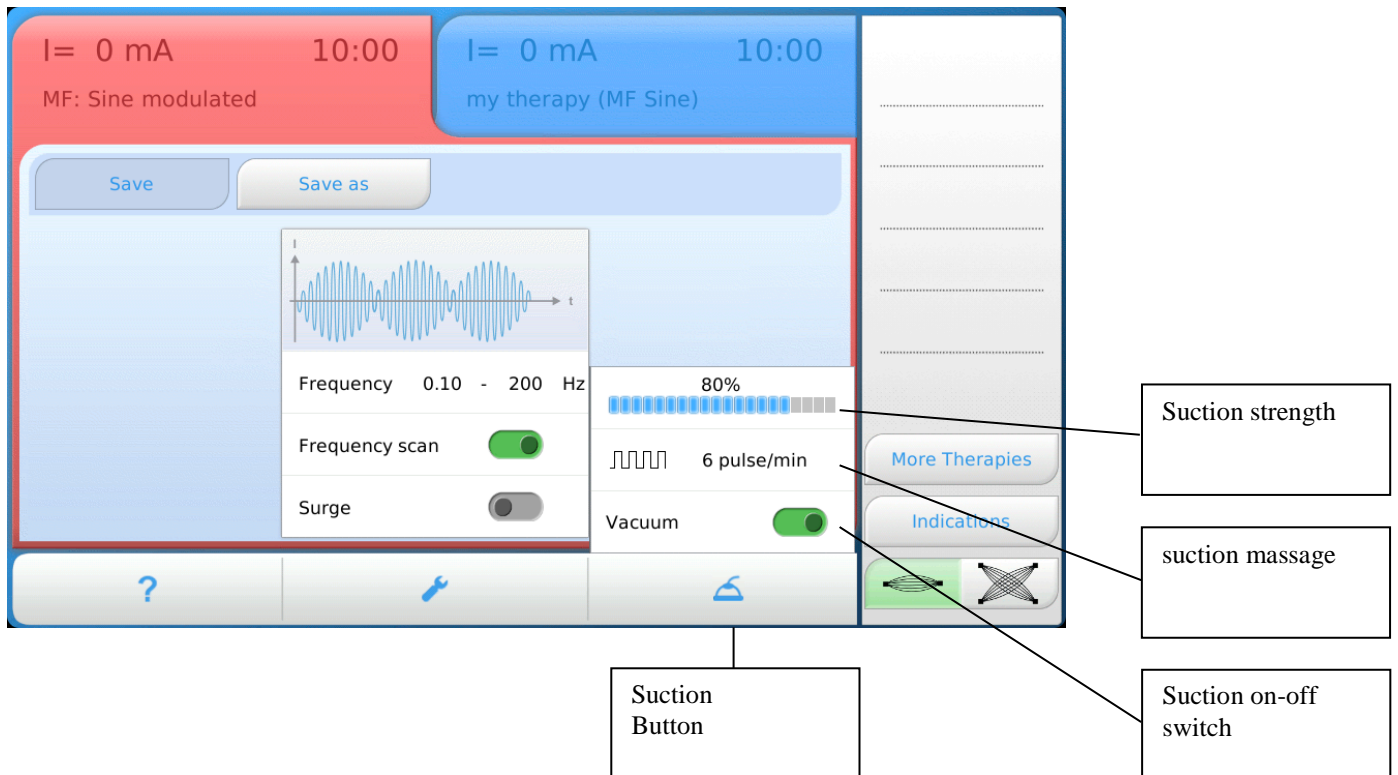 I= 0 mA 10:00
MF: Sine modulated
I= 0 mA 10:00
my therapy (MF Sine)
Save
Save as
I
t
Frequency 0.10 - 200 Hz
Frequency scan
Surge
80%
6 pulse/min
Vacuum
More Therapies
Indications
?
Suction strength
suction massage
Suction on-off
switch
Suction
Button